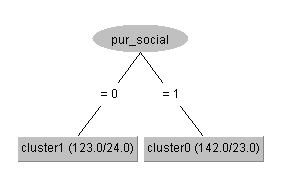 pur_social
= 0
= 1
cluster1 (123.0/24.0)
cluster0 (142.0/23.0)